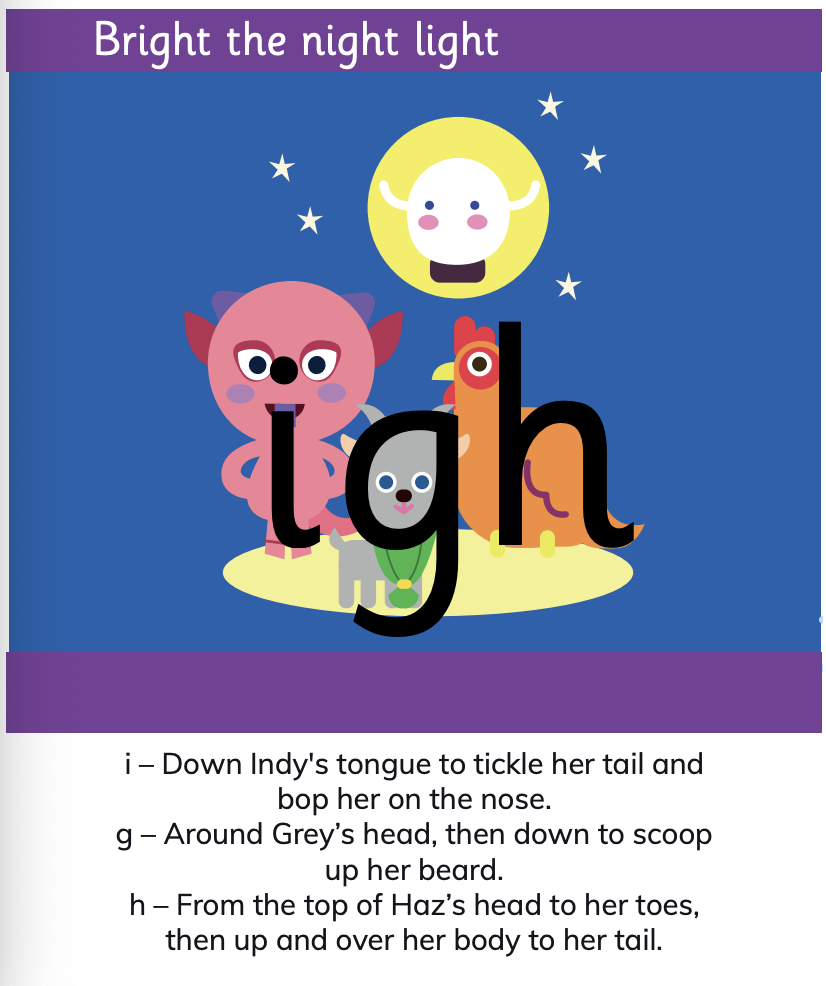 Bright the night light
igh
i – Down Indy's tongue to tickle her tail and
bop her on the nose.
g – Around Grey’s head, then down to scoop
up her beard.
h – From the top of Haz’s head to her toes,
then up and over her body to her tail.